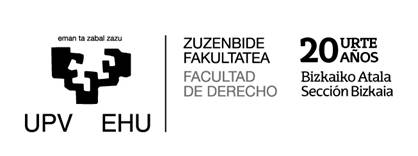 eman ta zabal zazu
UPV EHU
ZUZENBIDE
FAKULTATEA
FACULTAD
DE DERECHO
20 URTE
AÑOS
Bizkaiko Atala
Sección Bizkaia